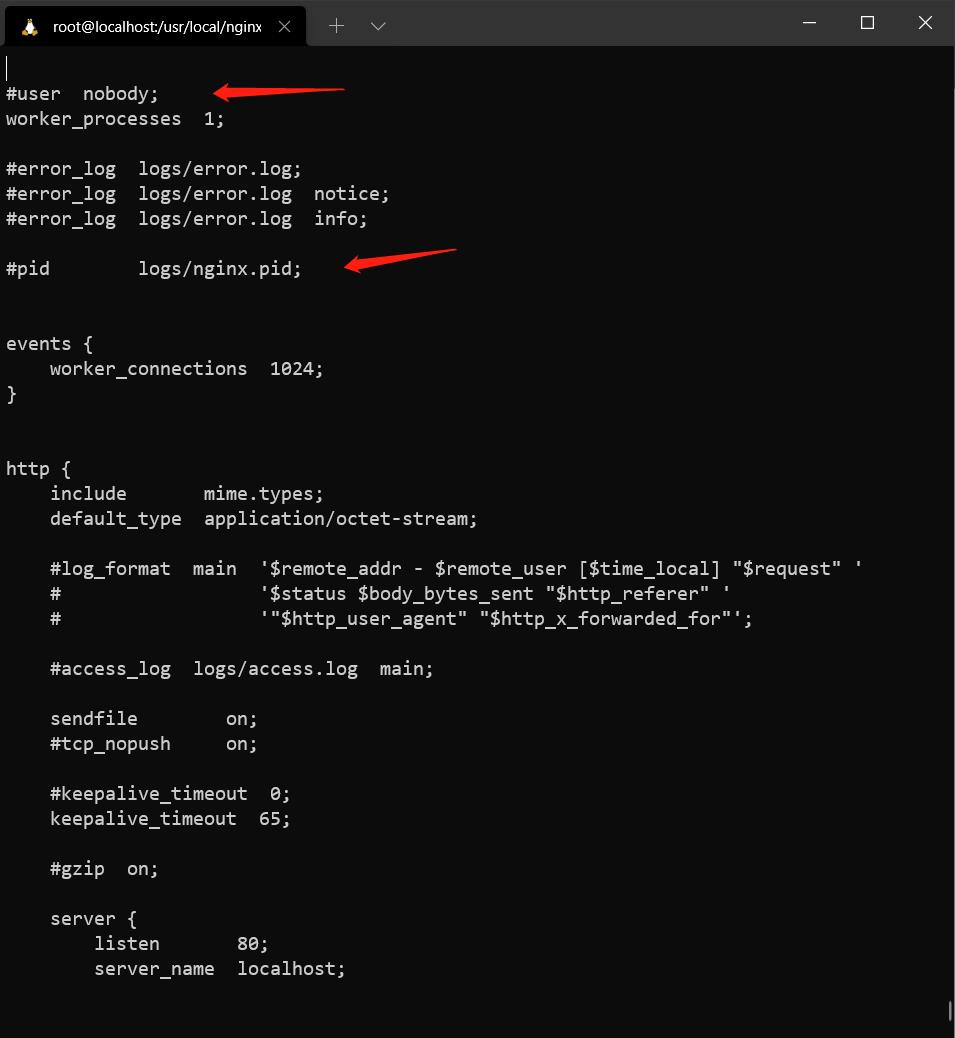 root@localhost:/usr/local/nginx
#user  nobody;
worker_processes  1;
#error_log  logs/error.log;
#error_log  logs/error.log  notice;
#error_log  logs/error.log  info;
#pid        logs/nginx.pid;
events {
    worker_connections  1024;
}
http {
    include       mime.types;
    default_type  application/octet-stream;
    #log_format  main  '$remote_addr - $remote_user [$time_local] "$request" '
    #                  '$status $body_bytes_sent "$http_referer" '
    #                  '"$http_user_agent" "$http_x_forwarded_for"';
    #access_log  logs/access.log  main;
    sendfile        on;
    #tcp_nopush     on;
    #keepalive_timeout  0;
    keepalive_timeout  65;
    #gzip  on;
    server {
        listen       80;
        server_name  localhost;